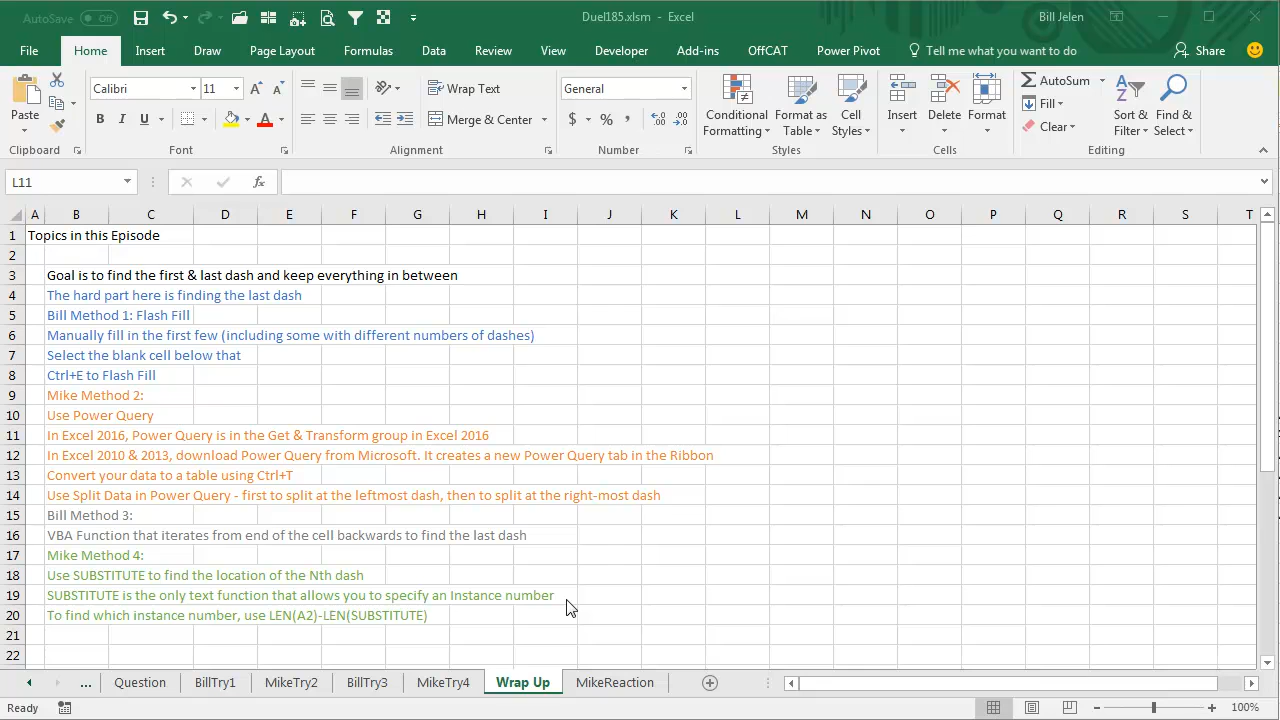 AutoSave Off
Duel185.xlsm - Excel
Bill Jelen
File Home Insert Draw Page Layout Formulas Data Review View Developer Add-ins OffCAT Power Pivot Tell me what you want to do Share
Paste
Calibri 11
B I U
Wrap Text
Merge & Center
General
$ % ,
Conditional Formatting
Format as Table
Cell Styles
Insert
Delete
Format
AutoSum
Fill
Clear
Sort & Filter
Find & Select
Clipboard Font Alignment Number Styles Cells Editing
L11 fx
A B C D E F G H I J K L M N O P Q R S T
1 Topics in this Episode
2
3 Goal is to find the first & last dash and keep everything in between
4 The hard part here is finding the last dash
5 Bill Method 1: Flash Fill
6 Manually fill in the first few (including some with different numbers of dashes)
7 Select the blank cell below that
8 Ctrl+E to Flash Fill
9 Mike Method 2:
10 Use Power Query
11 In Excel 2016, Power Query is in the Get & Transform group in Excel 2016
12 In Excel 2010 & 2013, download Power Query from Microsoft. It creates a new Power Query tab in the Ribbon
13 Convert your data to a table using Ctrl+T
14 Use Split Data in Power Query - first to split at the leftmost dash, then to split at the right-most dash
15 Bill Method 3:
16 VBA Function that iterates from end of the cell backwards to find the last dash
17 Mike Method 4:
18 Use SUBSTITUTE to find the location of the Nth dash
19 SUBSTITUTE is the only text function that allows you to specify an Instance number
20 To find which instance number, use LEN(A2)-LEN(SUBSTITUTE)
21
22
... Question BillTry1 MikeTry2 BillTry3 MikeTry4 Wrap Up MikeReaction
Ready
100%